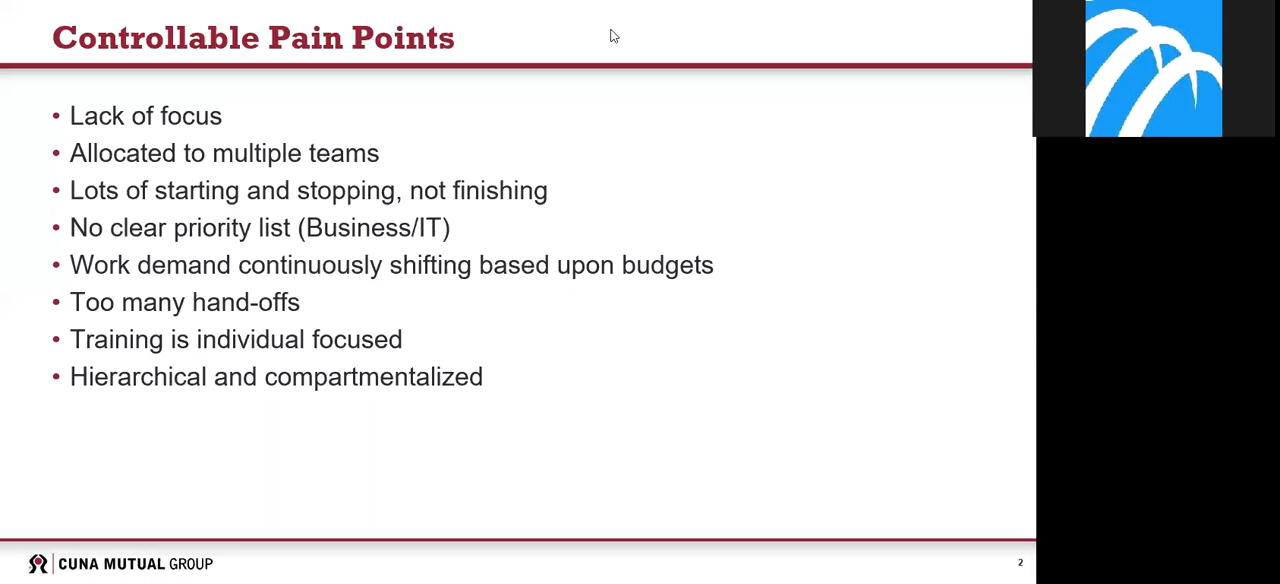 Controllable Pain Points
• Lack of focus
• Allocated to multiple teams
• Lots of starting and stopping, not finishing
• No clear priority list (Business/IT)
• Work demand continuously shifting based upon budgets
• Too many hand-offs
• Training is individual focused
• Hierarchical and compartmentalized
CUNA MUTUAL GROUP
2